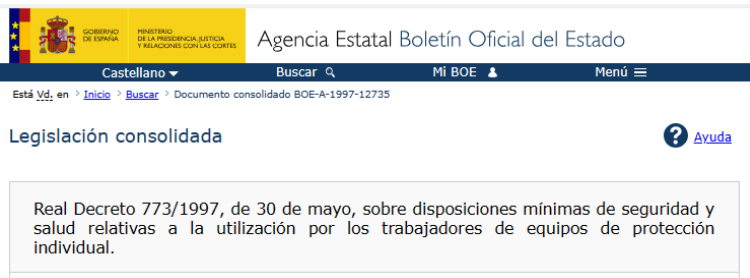 GOBIERNO
DE ESPAÑA
MINISTERIO
DE LA PRESIDENCIA, JUSTICIA
Y RELACIONES CON LAS CORTES
Agencia Estatal Boletín Oficial del Estado
Castellano Buscar Mi BOE Menú
Está Vd. en > Inicio > Buscar > Documento consolidado BOE-A-1997-12735
Legislación consolidada
? Ayuda
Real Decreto 773/1997, de 30 de mayo, sobre disposiciones mínimas de seguridad y
salud relativas a la utilización por los trabajadores de equipos de protección
individual.